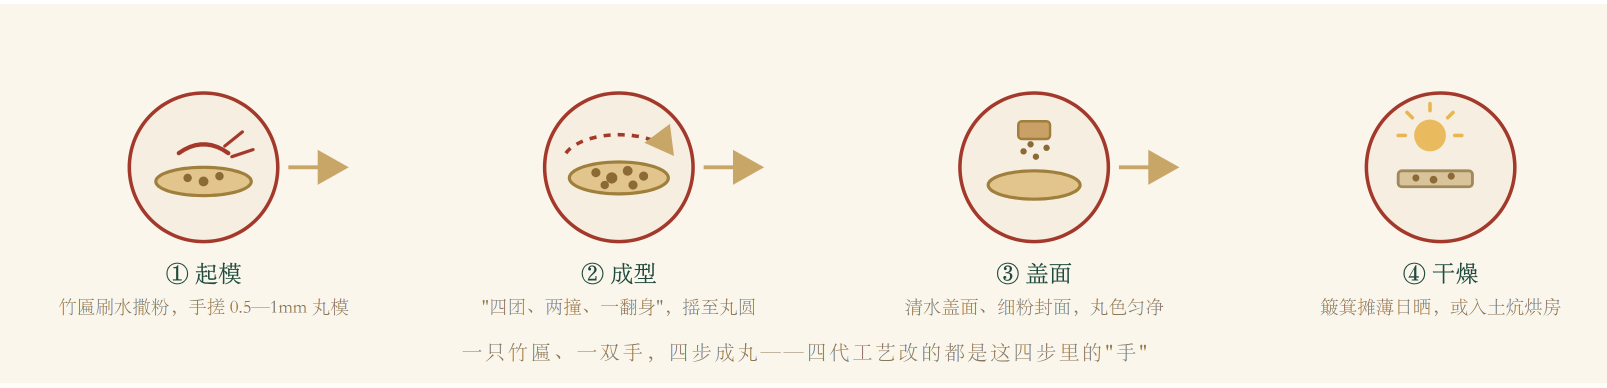 ① 起模
竹匾刷水撒粉，手搓 0.5—1mm 丸模
② 成型
"四团、两撞、一翻身"，摇至丸圆
③ 盖面
清水盖面、细粉封面，丸色匀净
④ 干燥
簸箕摊薄日晒，或入土炕烘房
一只竹匾、一双手，四步成丸——四代工艺改的都是这四步里的"手"